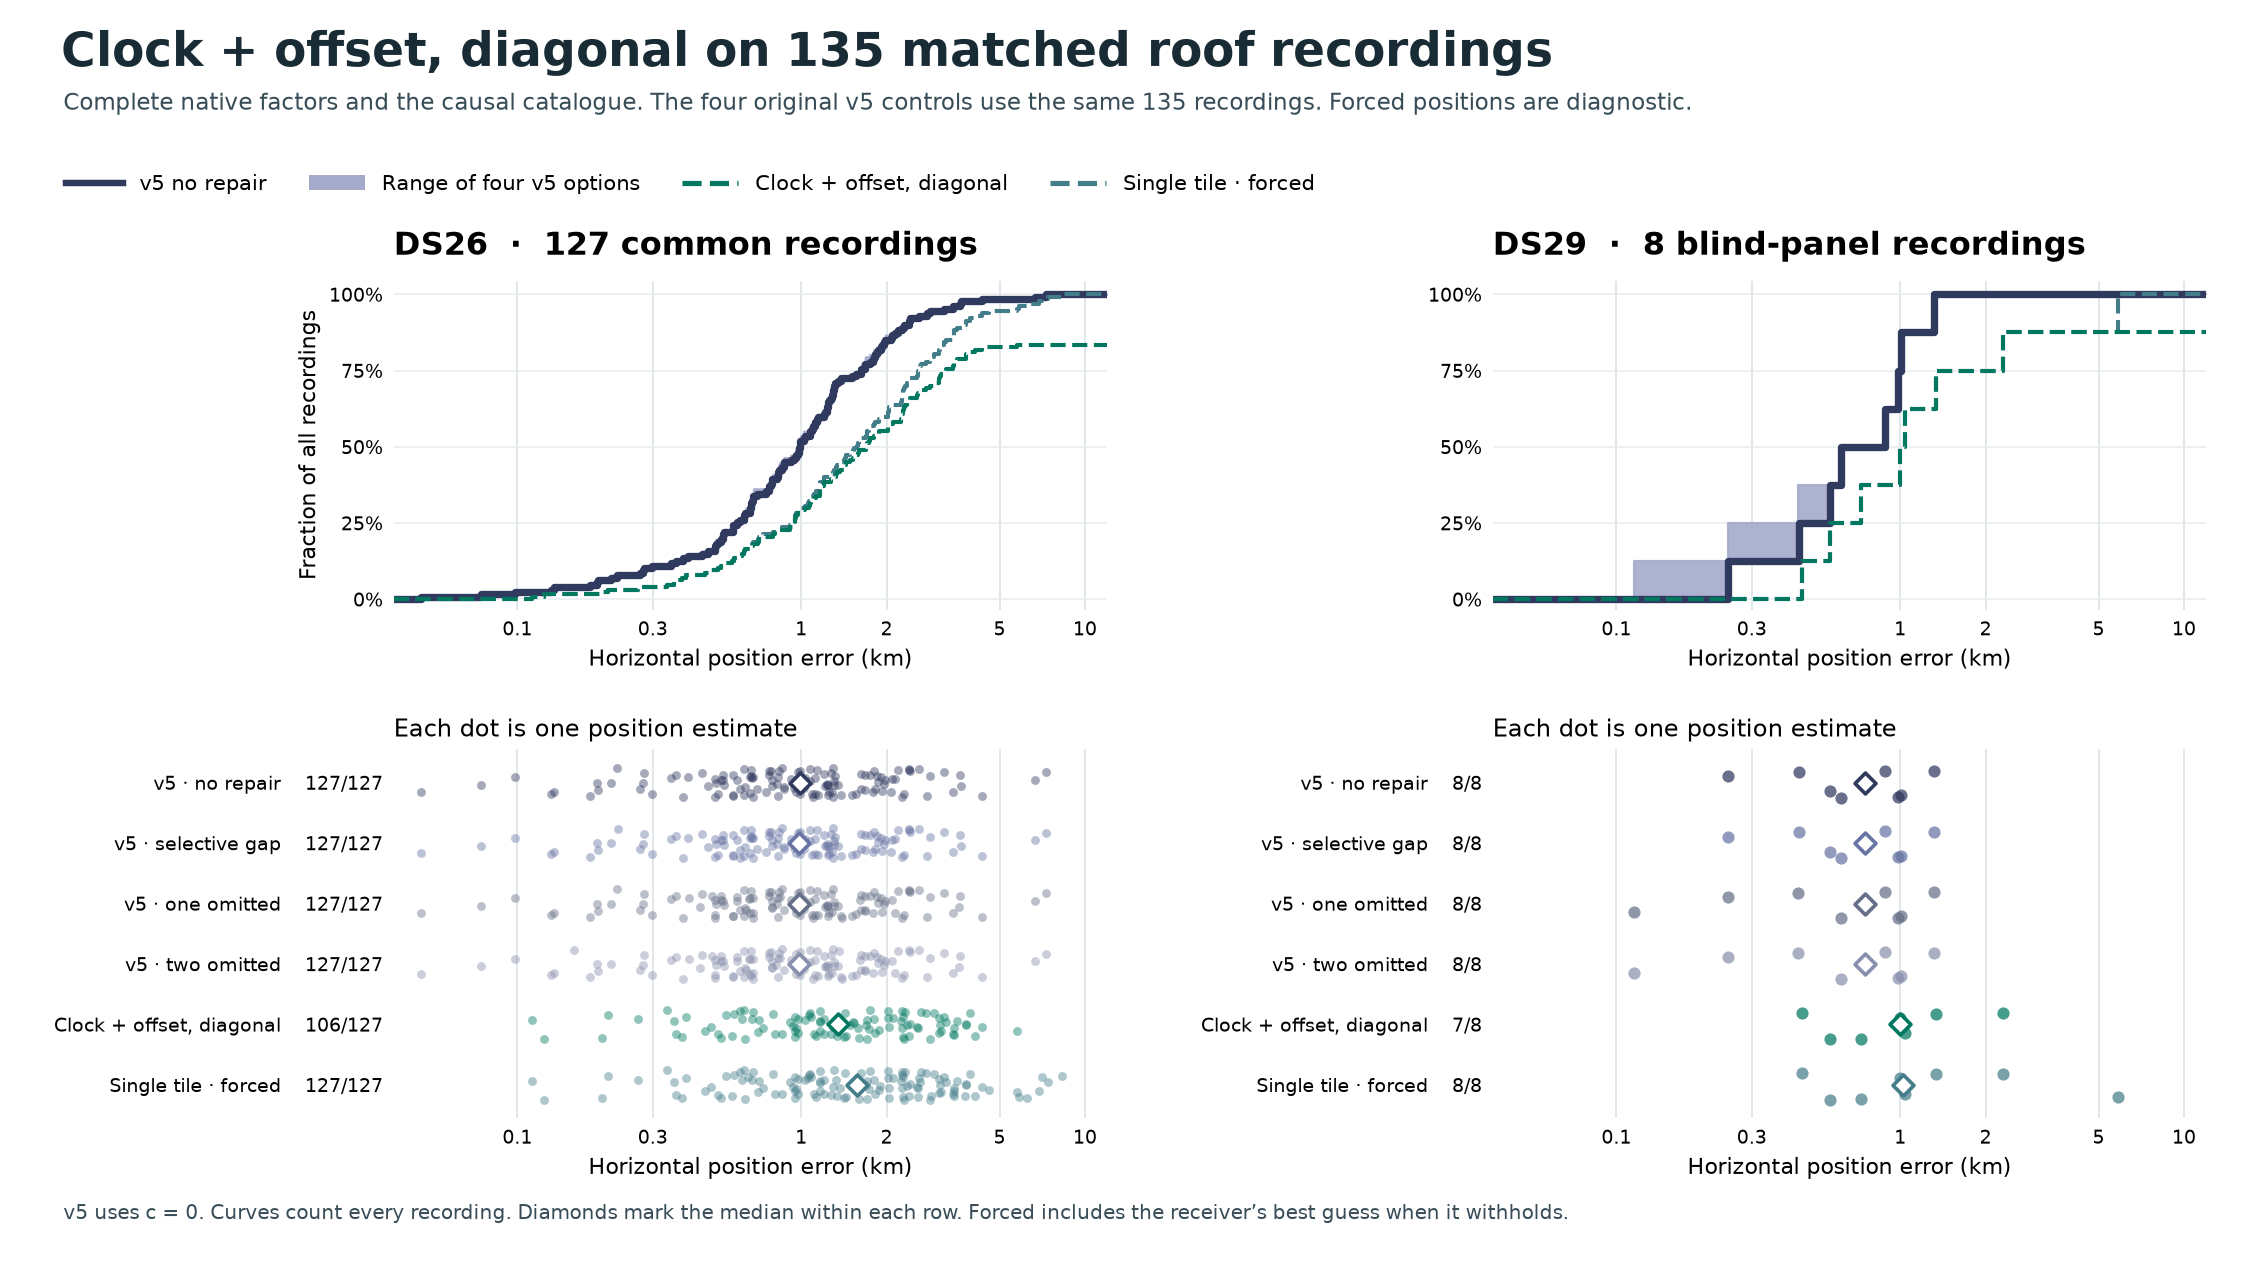 Clock + offset, diagonal on 135 matched roof recordings
Complete native factors and the causal catalogue. The four original v5 controls use the same 135 recordings. Forced positions are diagnostic.
v5 no repair
Range of four v5 options
Clock + offset, diagonal
Single tile · forced
DS26 · 127 common recordings
Fraction of all recordings
100%
75%
50%
25%
0%
0.1 0.3 1 2 5 10
Horizontal position error (km)
DS29 · 8 blind-panel recordings
100%
75%
50%
25%
0%
0.1 0.3 1 2 5 10
Horizontal position error (km)
Each dot is one position estimate
v5 · no repair 127/127
v5 · selective gap 127/127
v5 · one omitted 127/127
v5 · two omitted 127/127
Clock + offset, diagonal 106/127
Single tile · forced 127/127
0.1 0.3 1 2 5 10
Horizontal position error (km)
Each dot is one position estimate
v5 · no repair 8/8
v5 · selective gap 8/8
v5 · one omitted 8/8
v5 · two omitted 8/8
Clock + offset, diagonal 7/8
Single tile · forced 8/8
0.1 0.3 1 2 5 10
Horizontal position error (km)
v5 uses c = 0. Curves count every recording. Diamonds mark the median within each row. Forced includes the receiver’s best guess when it withholds.